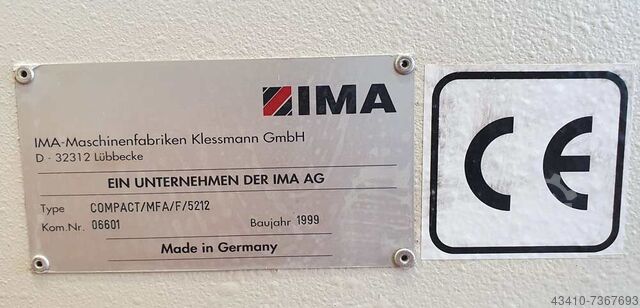 IMA
IMA-Maschinenfabriken Klessmann GmbH
D - 32312 Lübbecke
EIN UNTERNEHMEN DER IMA AG
Type COMPACT/MFA/F/5212
Kom.Nr. 06601 Baujahr 1999
Made in Germany
CE
43410-7367693